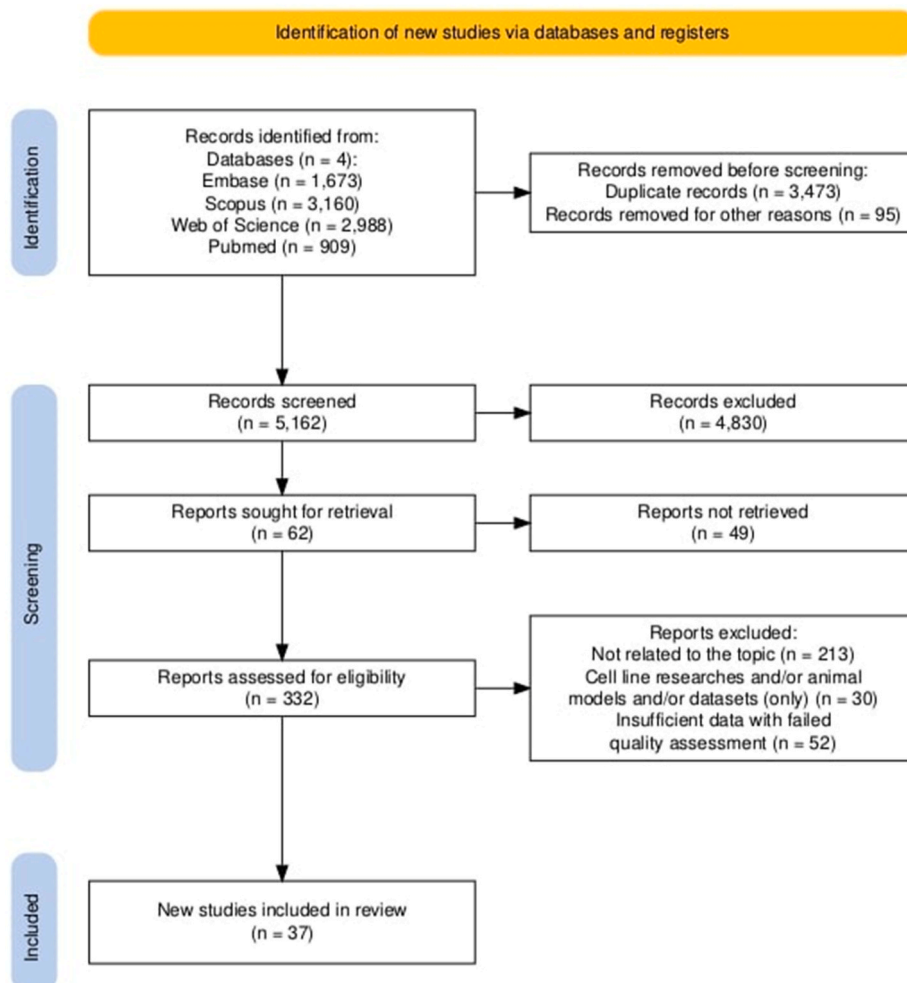 Identification of new studies via databases and registers
Identification
Records identified from:
Databases (n = 4):
Embase (n = 1,673)
Scopus (n = 3,160)
Web of Science (n = 2,988)
Pubmed (n = 909)
Records removed before screening:
Duplicate records (n = 3,473)
Records removed for other reasons (n = 95)
Screening
Records screened
(n = 5,162)
Records excluded
(n = 4,830)
Reports sought for retrieval
(n = 62)
Reports not retrieved
(n = 49)
Reports assessed for eligibility
(n = 332)
Reports excluded:
Not related to the topic (n = 213)
Cell line researches and/or animal
models and/or datasets (only) (n = 30)
Insufficient data with failed
quality assessment (n = 52)
Included
New studies included in review
(n = 37)